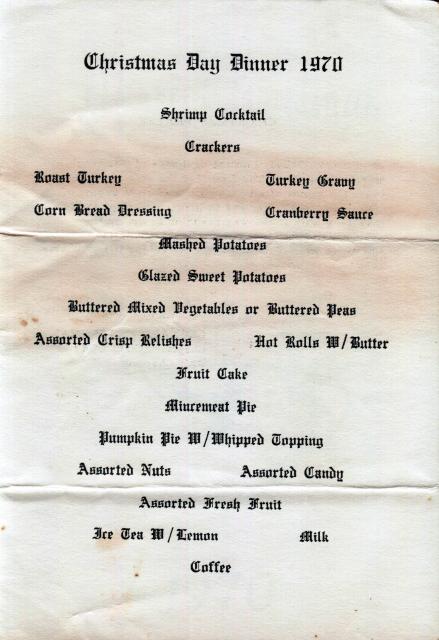 Christmas Day Dinner 1970
Shrimp Cocktail
Crackers
Roast Turkey Turkey Gravy
Corn Bread Dressing Cranberry Sauce
Mashed Potatoes
Glazed Sweet Potatoes
Buttered Mixed Vegetables or Buttered Peas
Assorted Crisp Relishes Hot Rolls W/Butter
Fruit Cake
Mincemeat Pie
Pumpkin Pie W/Whipped Topping
Assorted Nuts Assorted Candy
Assorted Fresh Fruit
Ice Tea W/Lemon Milk
Coffee